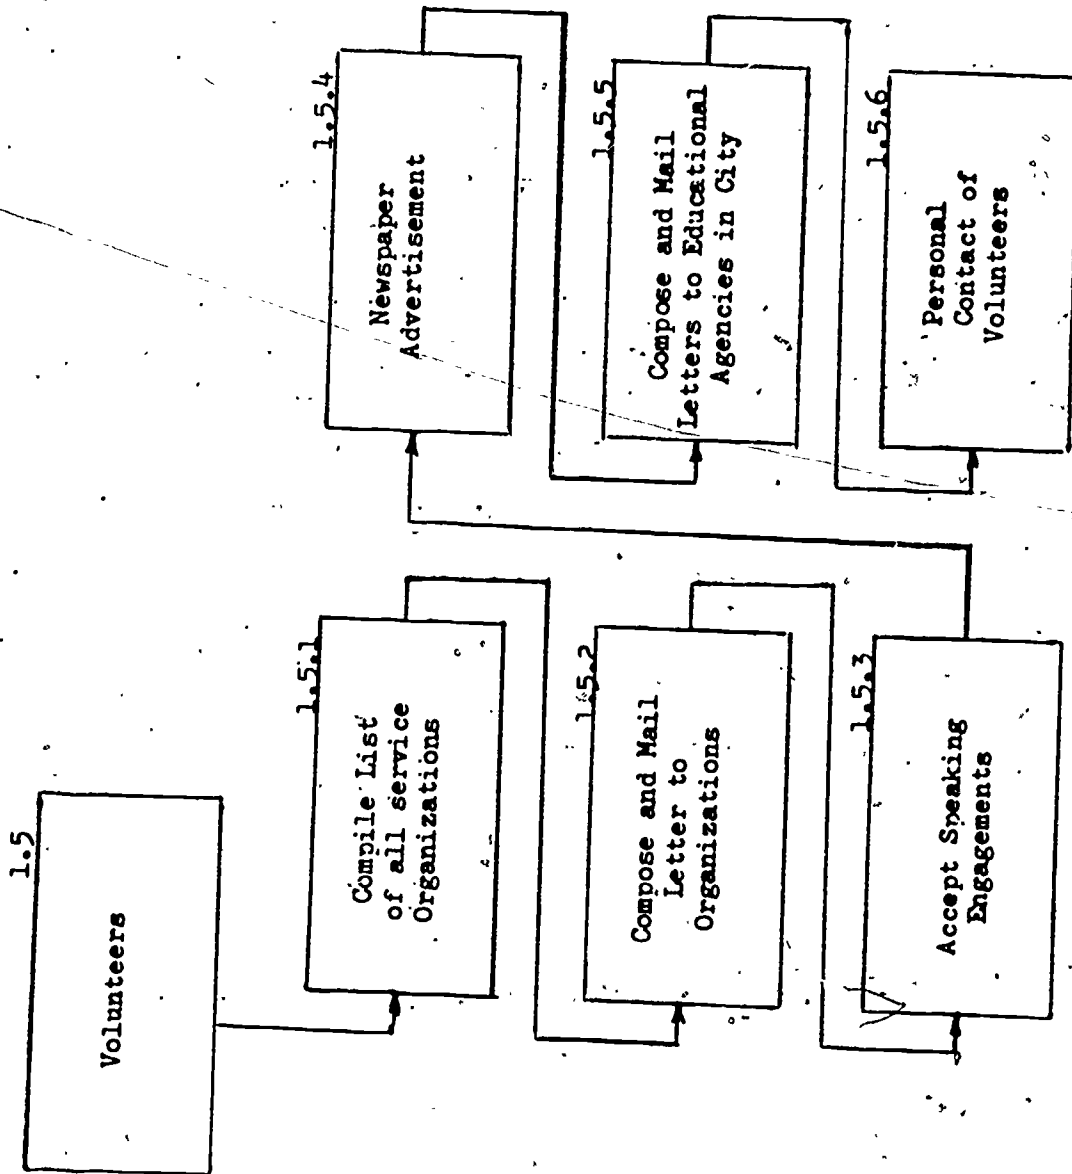 1.5
Volunteers
1.5.1
Compile List
of all service
Organizations
1.5.2
Compose and Mail
Letter to
Organizations
1.5.3
Accept Speaking
Engagements
1.5.4
Newspaper
Advertisement
1.5.5
Compose and Mail
Letters to Educational
Agencies in City
1.5.6
Personal
Contact of
Volunteers